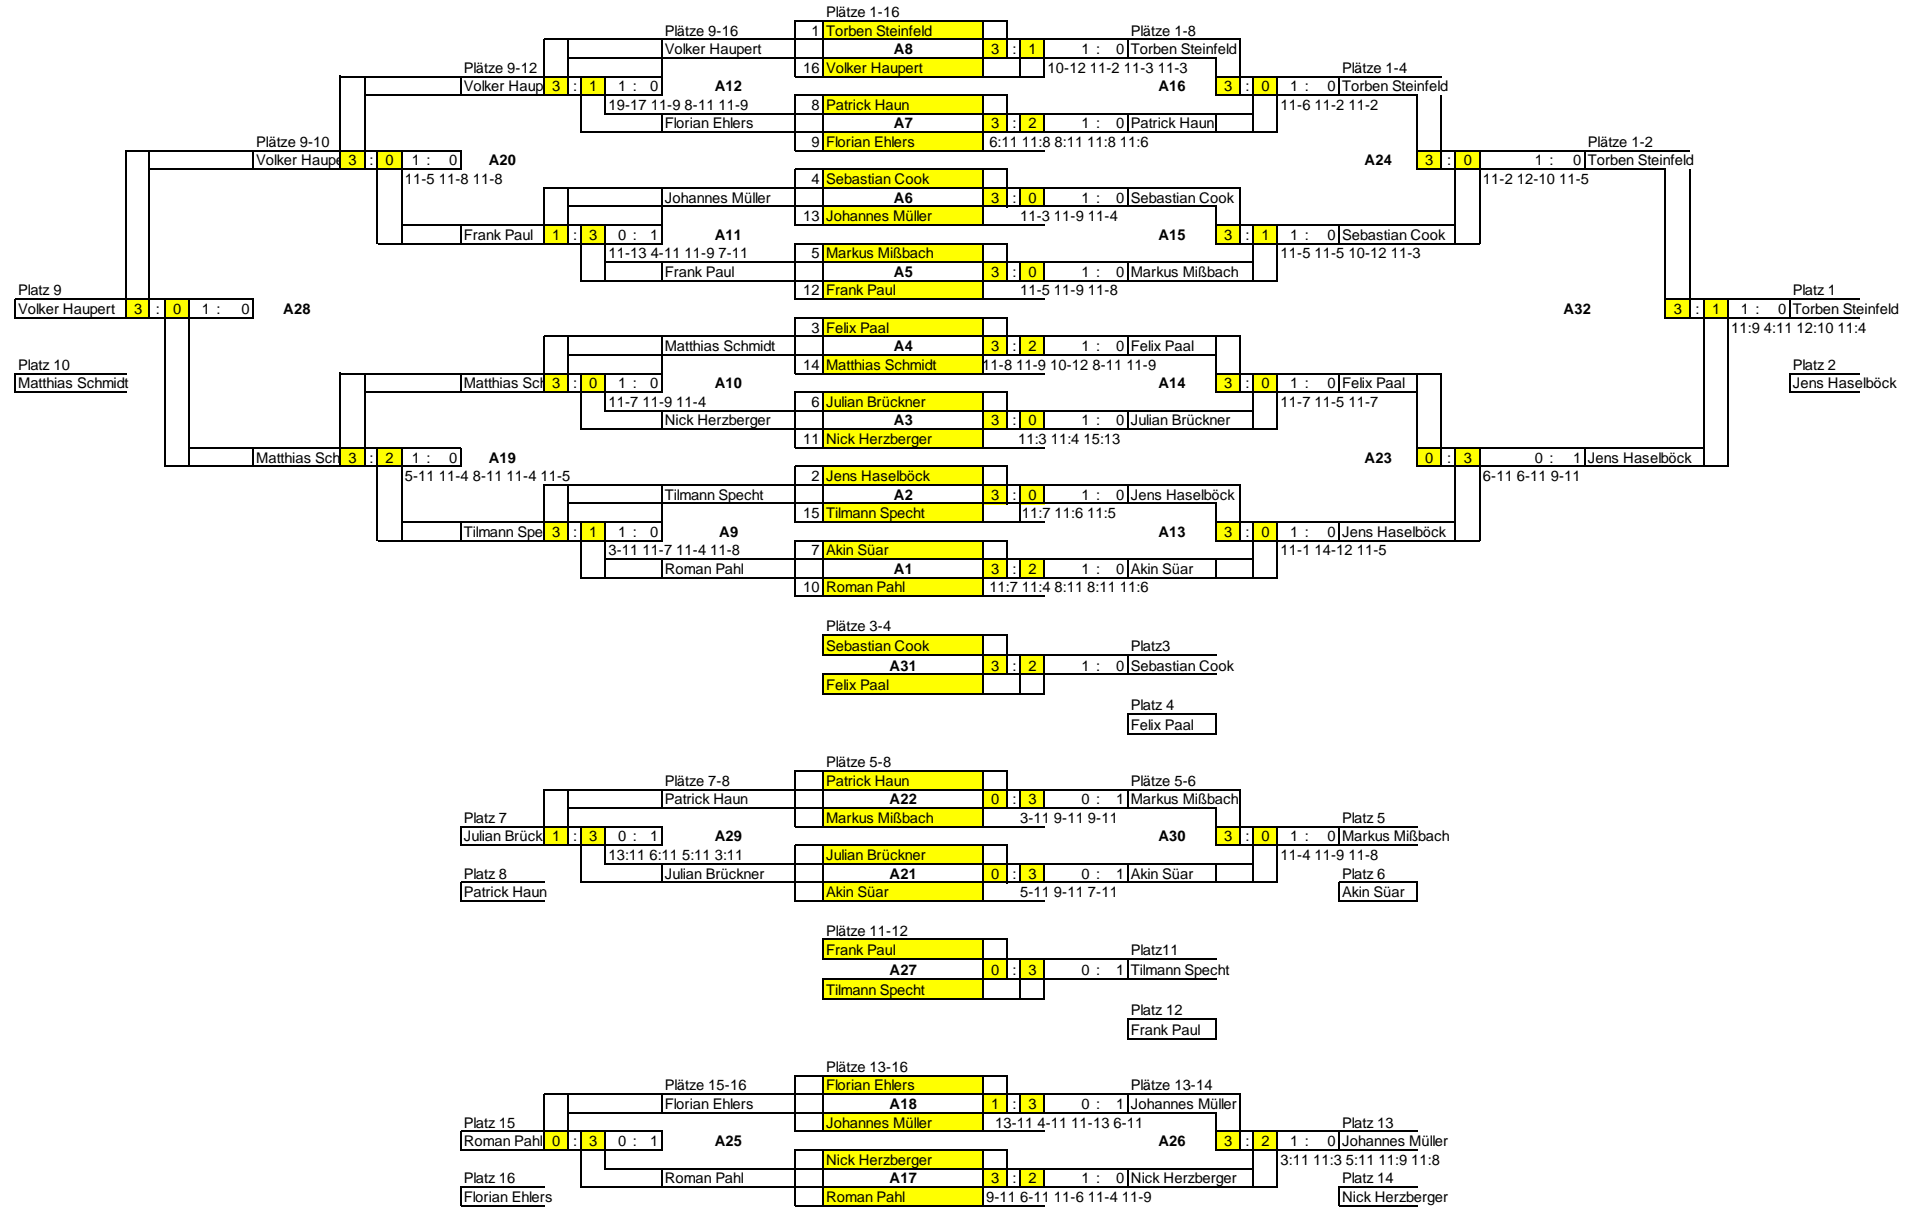 Plätze 1-16
Plätze 9-16 1 Torben Steinfeld Plätze 1-8
Volker Haupert A8 3 : 1 1 : 0 Torben Steinfeld
Plätze 9-12 16 Volker Haupert 10-12 11-2 11-3 11-3 Plätze 1-4
Volker Haup 3 : 1 1 : 0 A12 A16 3 : 0 1 : 0 Torben Steinfeld
19-17 11-9 8-11 11-9 8 Patrick Haun 11-6 11-2 11-2
Florian Ehlers A7 3 : 2 1 : 0 Patrick Haun
Plätze 9-10 9 Florian Ehlers 6:11 11:8 8:11 11:8 11:6 Plätze 1-2
Volker Haupe 3 : 0 1 : 0 A20 A24 3 : 0 1 : 0 Torben Steinfeld
11-5 11-8 11-8 4 Sebastian Cook 11-2 12-10 11-5
Johannes Müller A6 3 : 0 1 : 0 Sebastian Cook
13 Johannes Müller 11-3 11-9 11-4
Frank Paul 1 : 3 0 : 1 A11 A15 3 : 1 1 : 0 Sebastian Cook
11-13 4-11 11-9 7-11 5 Markus Mißbach 11-5 11-5 10-12 11-3
Frank Paul A5 3 : 0 1 : 0 Markus Mißbach
Platz 9 12 Frank Paul 11-5 11-9 11-8 Platz 1
Volker Haupert 3 : 0 1 : 0 A28 A32 3 : 1 1 : 0 Torben Steinfeld
3 Felix Paal 11:9 4:11 12:10 11:4
Matthias Schmidt A4 3 : 2 1 : 0 Felix Paal
Platz 10 14 Matthias Schmidt 11-8 11-9 10-12 8-11 11-9 Platz 2
Matthias Schmidt Matthias Sch 3 : 0 1 : 0 A10 A14 3 : 0 1 : 0 Felix Paal Jens Haselböck
11-7 11-9 11-4 6 Julian Brückner 11-7 11-5 11-7
Nick Herzberger A3 3 : 0 1 : 0 Julian Brückner
11 Nick Herzberger 11:3 11:4 15:13
Matthias Sch 3 : 2 1 : 0 A19 A23 0 : 3 0 : 1 Jens Haselböck
5-11 11-4 8-11 11-4 11-5 2 Jens Haselböck 6-11 6-11 9-11
Tilmann Specht A2 3 : 0 1 : 0 Jens Haselböck
15 Tilmann Specht 11:7 11:6 11:5
Tilmann Spe 3 : 1 1 : 0 A9 A13 3 : 0 1 : 0 Jens Haselböck
3-11 11-7 11-4 11-8 7 Akin Süar 11-1 14-12 11-5
Roman Pahl A1 3 : 2 1 : 0 Akin Süar
10 Roman Pahl 11:7 11:4 8:11 8:11 11:6
Plätze 3-4
Sebastian Cook Platz3
A31 3 : 2 1 : 0 Sebastian Cook
Felix Paal
Platz 4
Felix Paal
Plätze 5-8
Plätze 7-8 Patrick Haun Plätze 5-6
Patrick Haun A22 0 : 3 0 : 1 Markus Mißbach
Platz 7 Markus Mißbach 3-11 9-11 9-11 Platz 5
Julian Brück 1 : 3 0 : 1 A29 A30 3 : 0 1 : 0 Markus Mißbach
13:11 6:11 5:11 3:11 Julian Brückner 11-4 11-9 11-8
Platz 8 Julian Brückner A21 0 : 3 0 : 1 Akin Süar Platz 6
Patrick Haun Akin Süar 5-11 9-11 7-11 Akin Süar
Plätze 11-12
Frank Paul Platz11
A27 0 : 3 0 : 1 Tilmann Specht
Tilmann Specht
Platz 12
Frank Paul
Plätze 13-16
Plätze 15-16 Florian Ehlers Plätze 13-14
Florian Ehlers A18 1 : 3 0 : 1 Johannes Müller
Platz 15 Johannes Müller 13-11 4-11 11-13 6-11 Platz 13
Roman Pahl 0 : 3 0 : 1 A25 A26 3 : 2 1 : 0 Johannes Müller
Nick Herzberger 3:11 11:3 5:11 11:9 11:8
Platz 16 Roman Pahl A17 3 : 2 1 : 0 Nick Herzberger Platz 14
Florian Ehlers Roman Pahl 9-11 6-11 11-6 11-4 11-9 Nick Herzberger